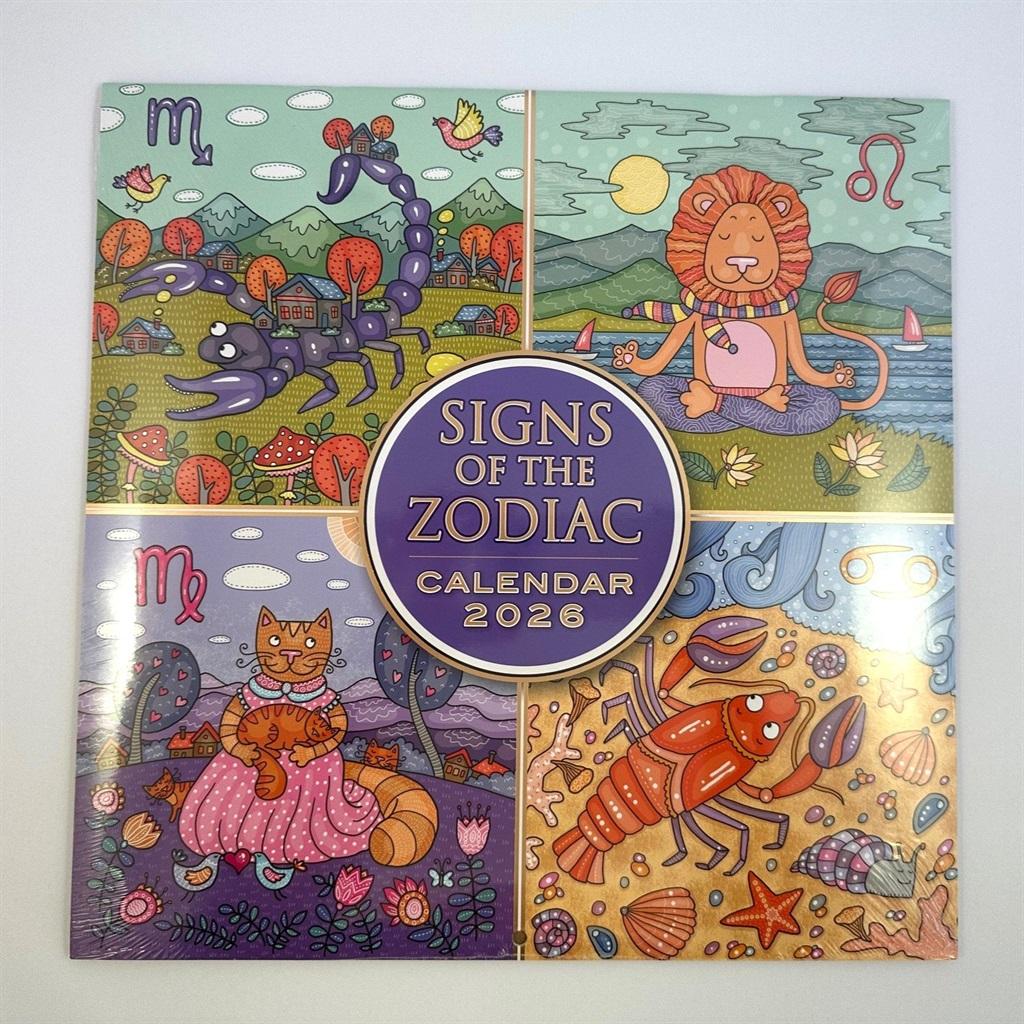 SIGNS
OF THE
ZODIAC
CALENDAR
2026